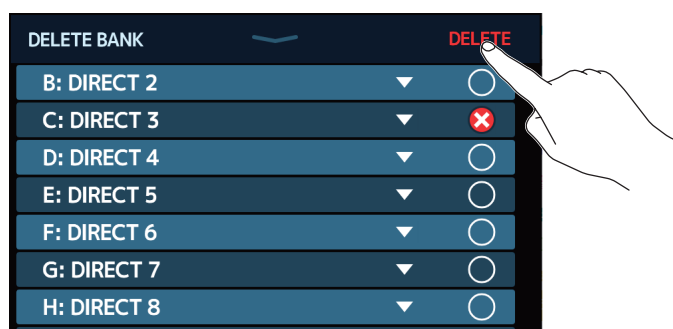 DELETE BANK DELETE
B: DIRECT 2
C: DIRECT 3
D: DIRECT 4
E: DIRECT 5
F: DIRECT 6
G: DIRECT 7
H: DIRECT 8